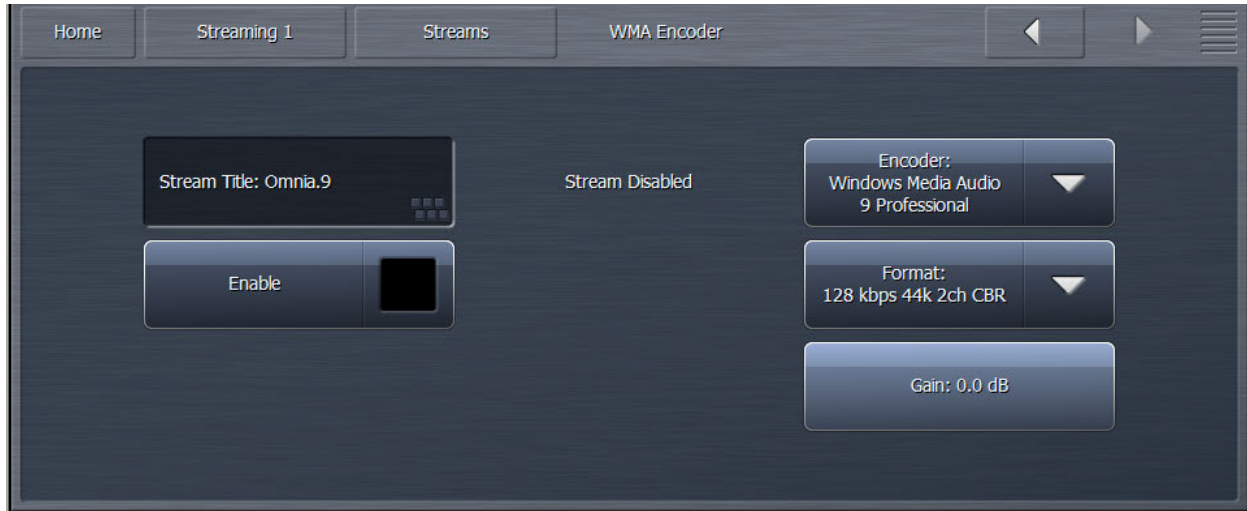 Home
Streaming 1
Streams
WMA Encoder
Stream Title: Omnia.9
Stream Disabled
Encoder:
Windows Media Audio
9 Professional
Enable
Format:
128 kbps 44k 2ch CBR
Gain: 0.0 dB